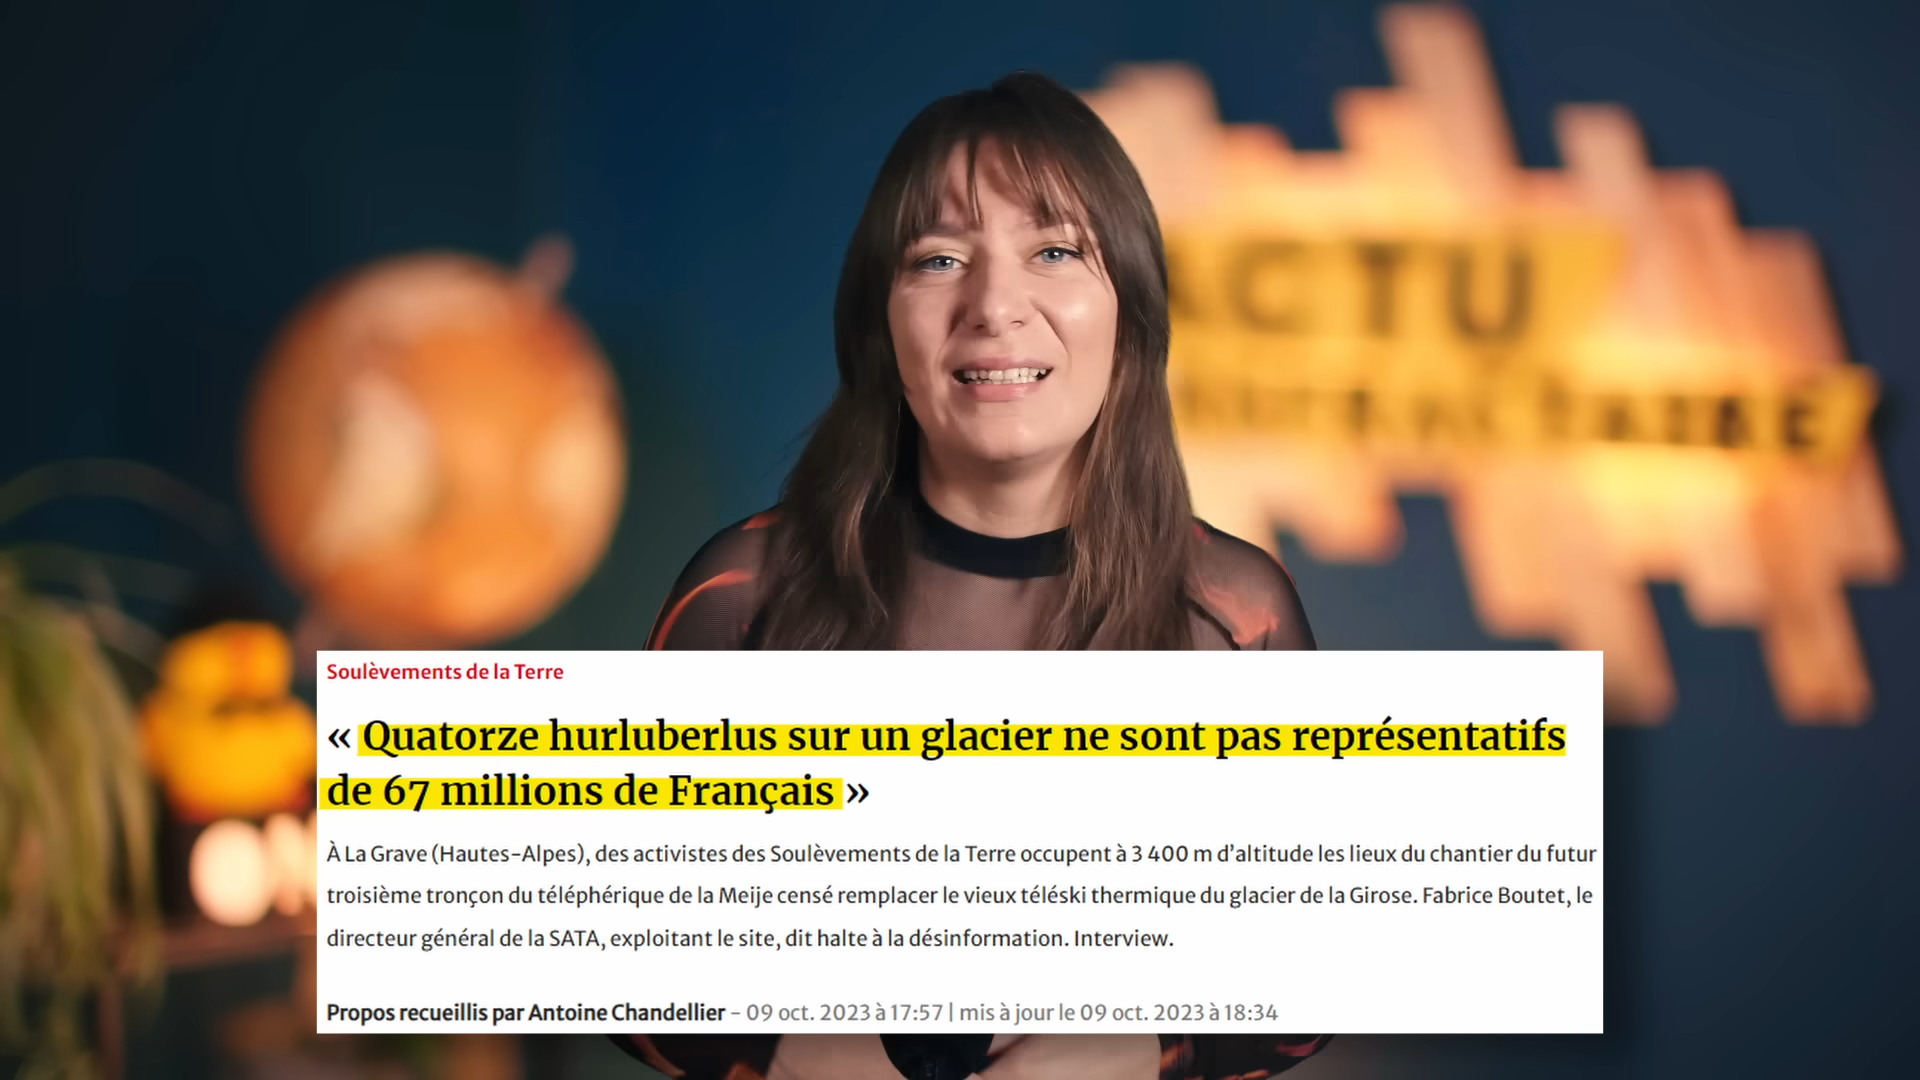 ACTU
Soulèvements de la Terre
« Quatorze hurluberlus sur un glacier ne sont pas représentatifs
de 67 millions de Français »
À La Grave (Hautes-Alpes), des activistes des Soulèvements de la Terre occupent à 3 400 m d’altitude les lieux du chantier du futur
troisième tronçon du téléphérique de la Meije censé remplacer le vieux téléski thermique du glacier de la Girose. Fabrice Boutet, le
directeur général de la SATA, exploitant le site, dit halte à la désinformation. Interview.
Propos recueillis par Antoine Chandellier – 09 oct. 2023 à 17:57 | mis à jour le 09 oct. 2023 à 18:34